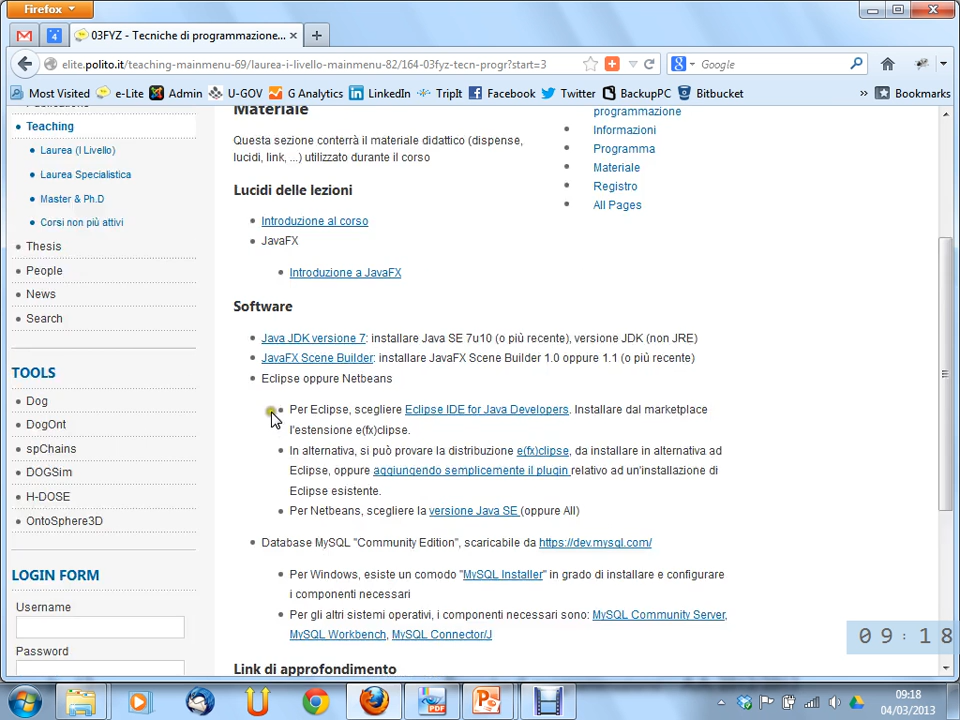 Firefox
4
03FYZ - Tecniche di programmazione...
elite.polito.it/teaching-mainmenu-69/laurea-i-livello-mainmenu-82/164-03fyz-tecn-progr?start=3
Google
Most Visited
e-Lite
Admin
U-GOV
G Analytics
LinkedIn
TripIt
Facebook
Twitter
BackupPC
Bitbucket
»
Bookmarks
Teaching
Laurea (I Livello)
Laurea Specialistica
Master & Ph.D
Corsi non più attivi
Thesis
People
News
Search
TOOLS
Dog
DogOnt
spChains
DOGSim
H-DOSE
OntoSphere3D
LOGIN FORM
Username
Password
Materiale
Questa sezione conterrà il materiale didattico (dispense,
lucidi, link, ...) utilizzato durante il corso
programmazione
Informazioni
Programma
Materiale
Registro
All Pages
Lucidi delle lezioni
Introduzione al corso
JavaFX
Introduzione a JavaFX
Software
Java JDK versione 7: installare Java SE 7u10 (o più recente), versione JDK (non JRE)
JavaFX Scene Builder: installare JavaFX Scene Builder 1.0 oppure 1.1 (o più recente)
Eclipse oppure Netbeans
Per Eclipse, scegliere Eclipse IDE for Java Developers. Installare dal marketplace
l'estensione e(fx)clipse.
In alternativa, si può provare la distribuzione e(fx)clipse, da installare in alternativa ad
Eclipse, oppure aggiungendo semplicemente il plugin relativo ad un'installazione di
Eclipse esistente.
Per Netbeans, scegliere la versione Java SE (oppure All)
Database MySQL "Community Edition", scaricabile da https://dev.mysql.com/
Per Windows, esiste un comodo "MySQL Installer" in grado di installare e configurare
i componenti necessari
Per gli altri sistemi operativi, i componenti necessari sono: MySQL Community Server,
MySQL Workbench, MySQL Connector/J
Link di approfondimento
09:18
09:18
04/03/2013